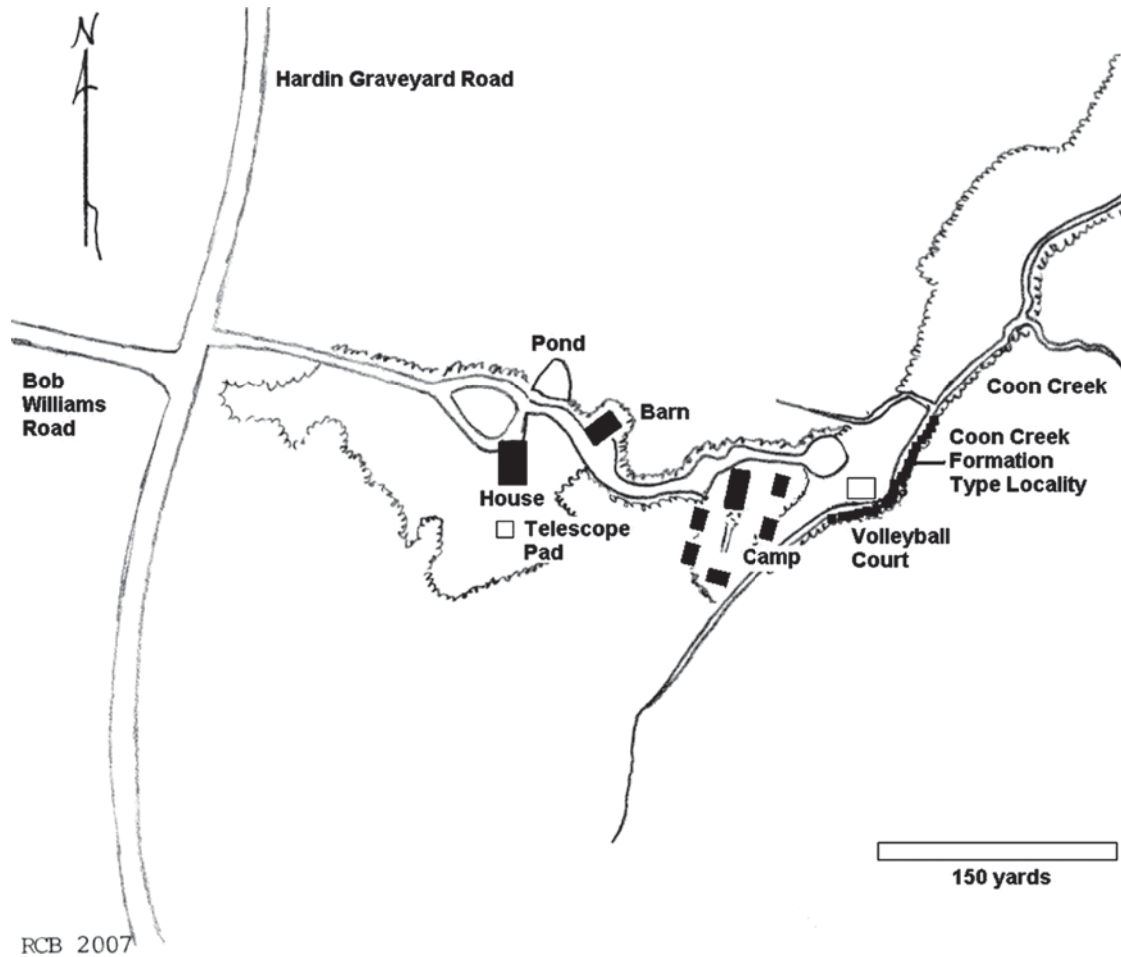 N
Hardin Graveyard Road
Bob
Williams
Road
Pond
Barn
House
Telescope
Pad
Camp
Coon Creek
Coon Creek
Formation
Type Locality
Volleyball
Court
150 yards
RCB 2007